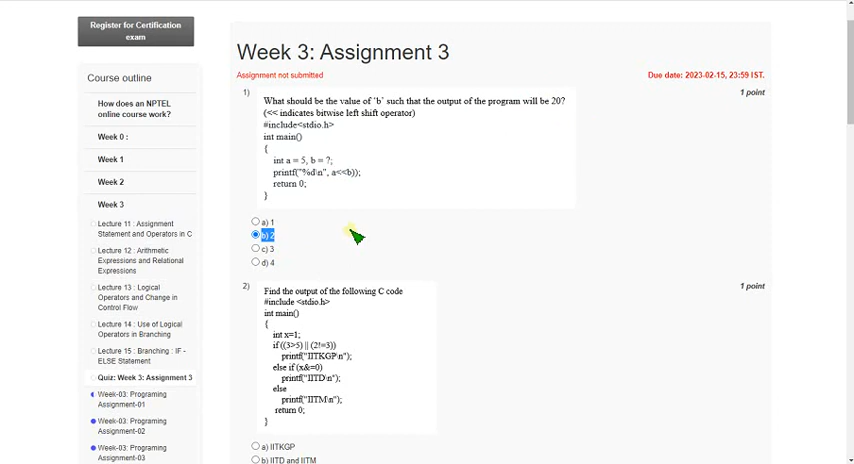 Register for Certification
exam
Course outline
How does an NPTEL
online course work?
Week 0 :
Week 1
Week 2
Week 3
Lecture 11 : Assignment
Statement and Operators in C
Lecture 12 : Arithmetic
Expressions and Relational
Expressions
Lecture 13 : Logical
Operators and Change in
Control Flow
Lecture 14 : Use of Logical
Operators in Branching
Lecture 15 : Branching : IF -
ELSE Statement
Quiz: Week 3: Assignment 3
Week-03: Programing
Assignment-01
Week-03: Programing
Assignment-02
Week-03: Programing
Assignment-03
Week 3: Assignment 3
Assignment not submitted
Due date: 2023-02-15, 23:59 IST.
1)
1 point
What should be the value of `b` such that the output of the program will be 20?
(<< indicates bitwise left shift operator)
#include<stdio.h>
int main()
{
int a = 5, b = ?;
printf("%d\n", a<<b);
return 0;
}
a) 1
b) 2
c) 3
d) 4
2)
1 point
Find the output of the following C code
#include <stdio.h>
int main()
{
int x=1;
if ((3>5) || (2!=3))
printf("IITKGP\n");
else if (x&=0)
printf("IITD\n");
else
printf("IITM\n");
return 0;
}
a) IITKGP
b) IITD and IITM